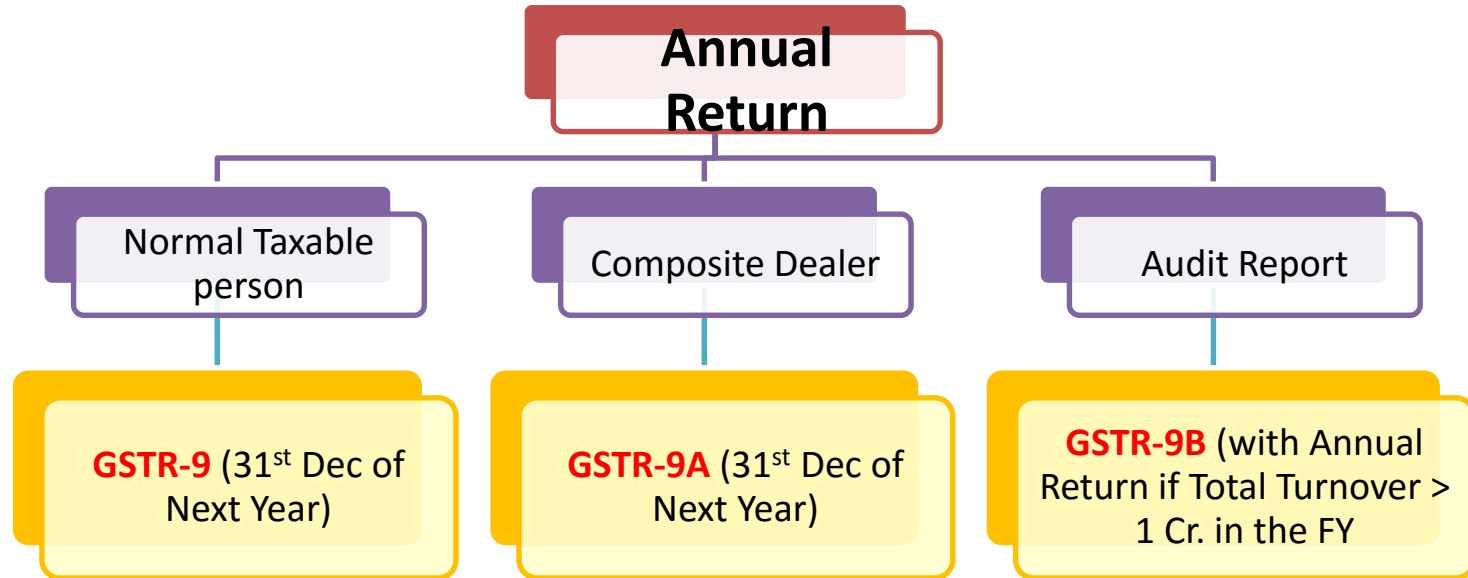 Annual
Return
Normal Taxable
person
Composite Dealer
Audit Report
GSTR-9 (31st Dec of
Next Year)
GSTR-9A (31st Dec of
Next Year)
GSTR-9B (with Annual
Return if Total Turnover >
1 Cr. in the FY